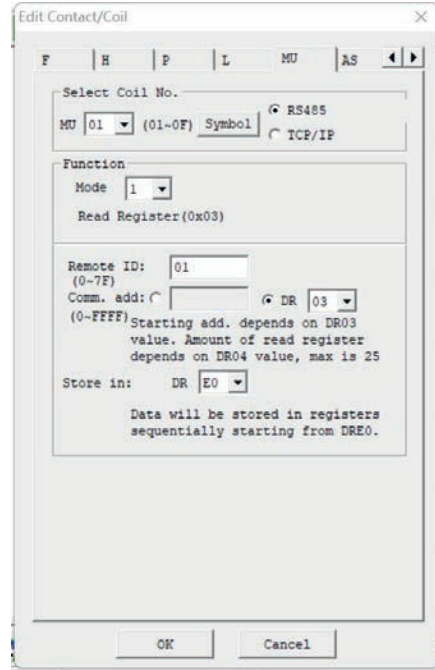 Edit Contact/Coil
F H P L MU AS
Select Coil No.
MU 01 (01~0F) Symbol RS485
TCP/IP
Function
Mode 1
Read Register(0x03)
Remote ID: 01
(0~7F)
Comm. add: DR 03
(0~FFFF) Starting add. depends on DR03
value. Amount of read register
depends on DR04 value, max is 25
Store in: DR E0
Data will be stored in registers
sequentially starting from DRE0.
OK Cancel